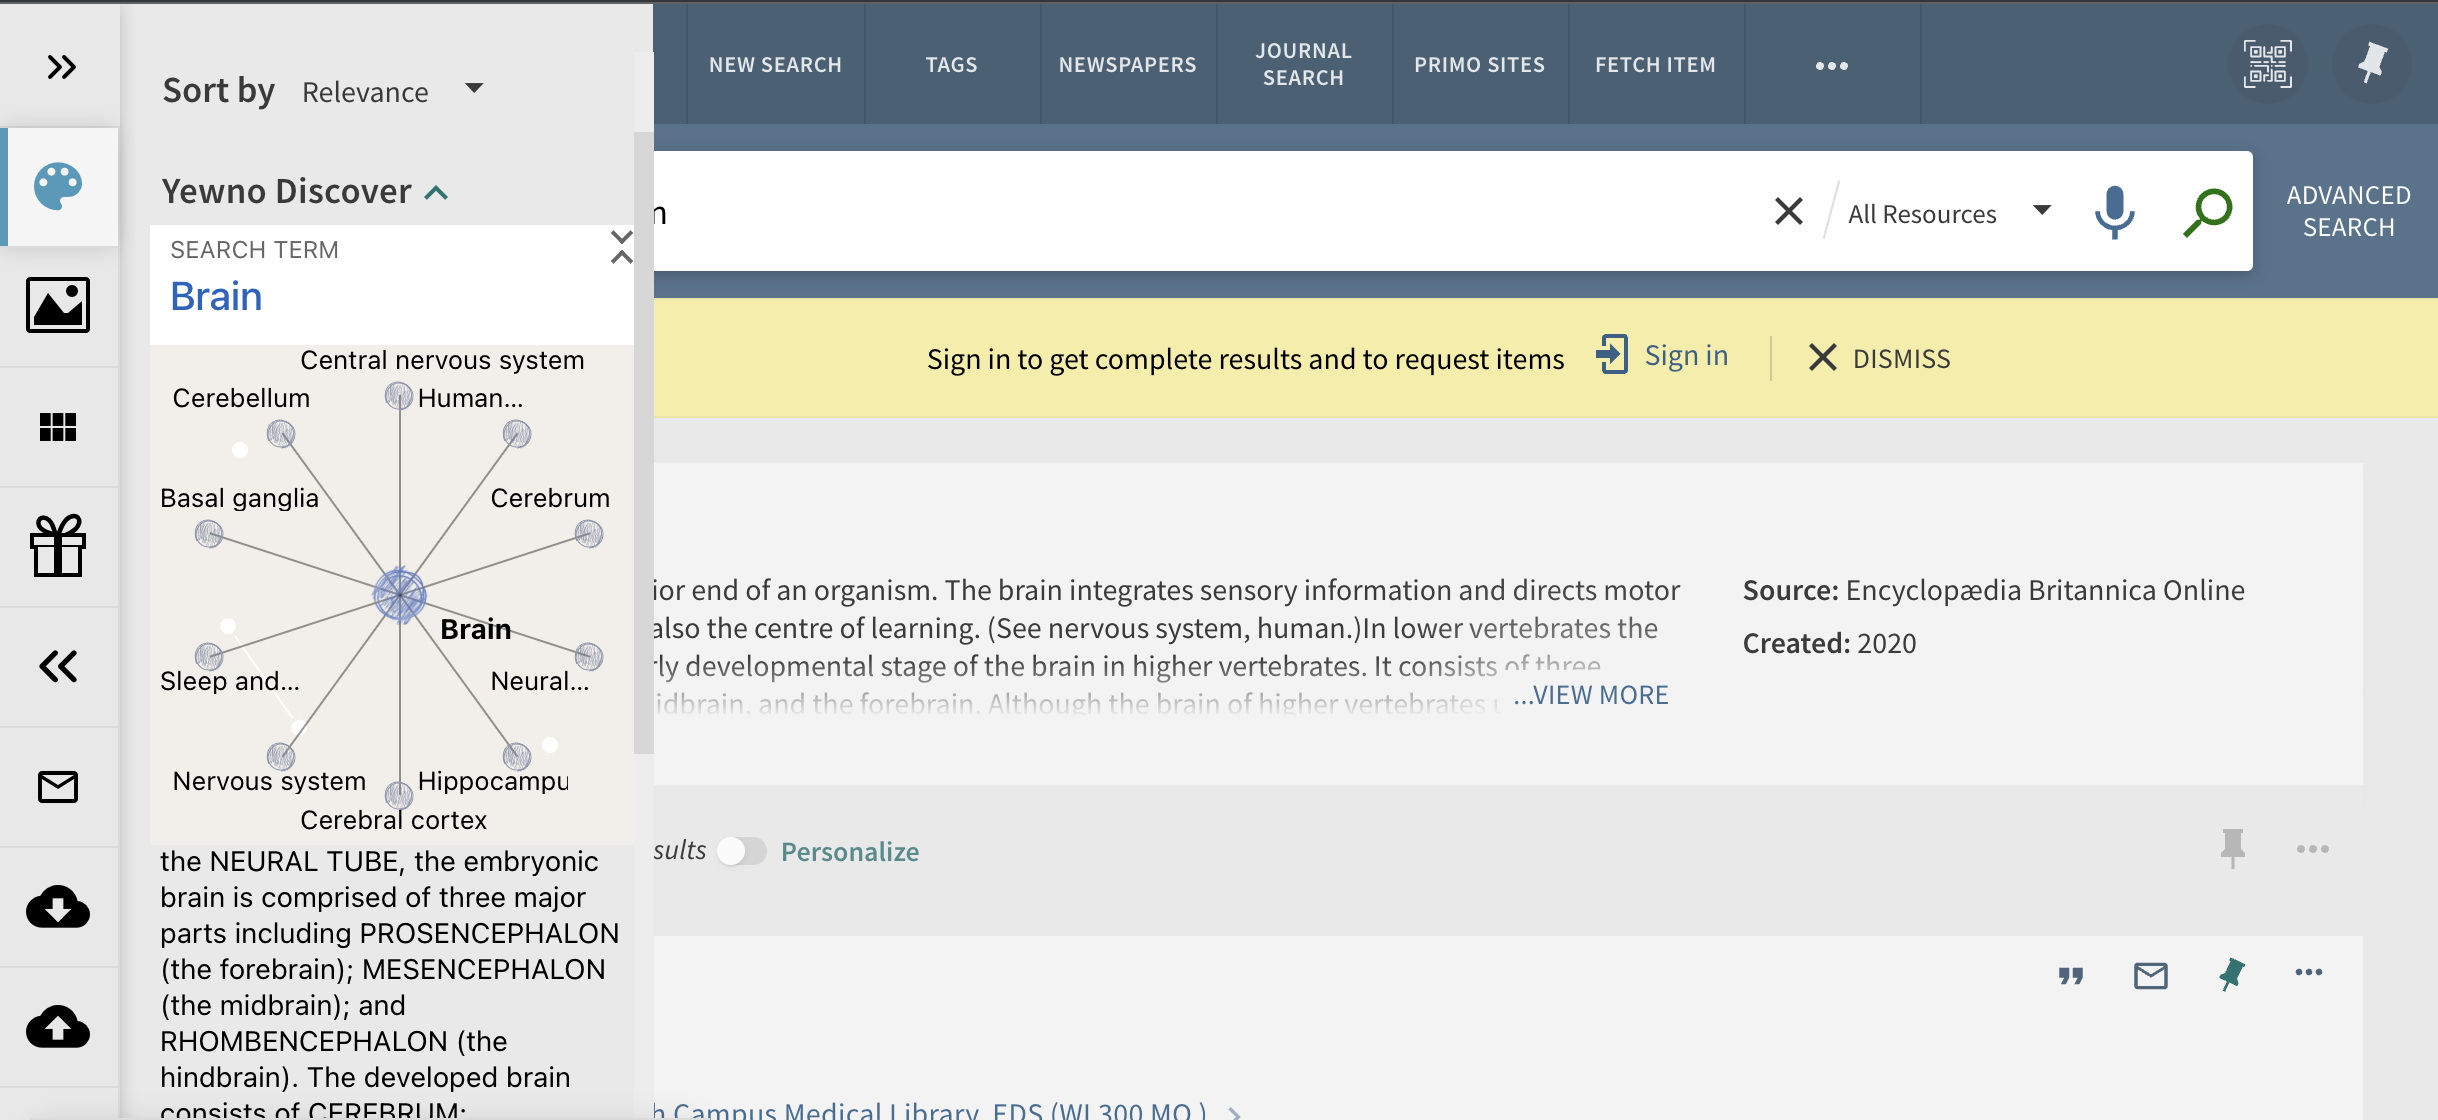 NEW SEARCH
TAGS
NEWSPAPERS
JOURNAL
SEARCH
PRIMO SITES
FETCH ITEM
Sort by Relevance
Yewno Discover
SEARCH TERM
Brain
n
All Resources
ADVANCED
SEARCH
Sign in to get complete results and to request items
Sign in
DISMISS
Central nervous system
Cerebellum
Human...
Basal ganglia
Cerebrum
Brain
Sleep and...
Neural...
Nervous system
Hippocampu
Cerebral cortex
the NEURAL TUBE, the embryonic
brain is comprised of three major
parts including PROSENCEPHALON
(the forebrain); MESENCEPHALON
(the midbrain); and
RHOMBENCEPHALON (the
hindbrain). The developed brain
consists of CEREBRUM;
ior end of an organism. The brain integrates sensory information and directs motor
also the centre of learning. (See nervous system, human.)In lower vertebrates the
rly developmental stage of the brain in higher vertebrates. It consists of three
idbrain, and the forebrain. Although the brain of higher vertebrates
...VIEW MORE
Source: Encyclopædia Britannica Online
Created: 2020
sults
Personalize
h Campus Medical Library, EDS (WL300 MO )